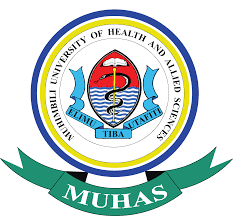 MUHIMBILI UNIVERSITY OF HEALTH AND ALLIED SCIENCES
ELIMU TIBA UTAFITI
MUHAS